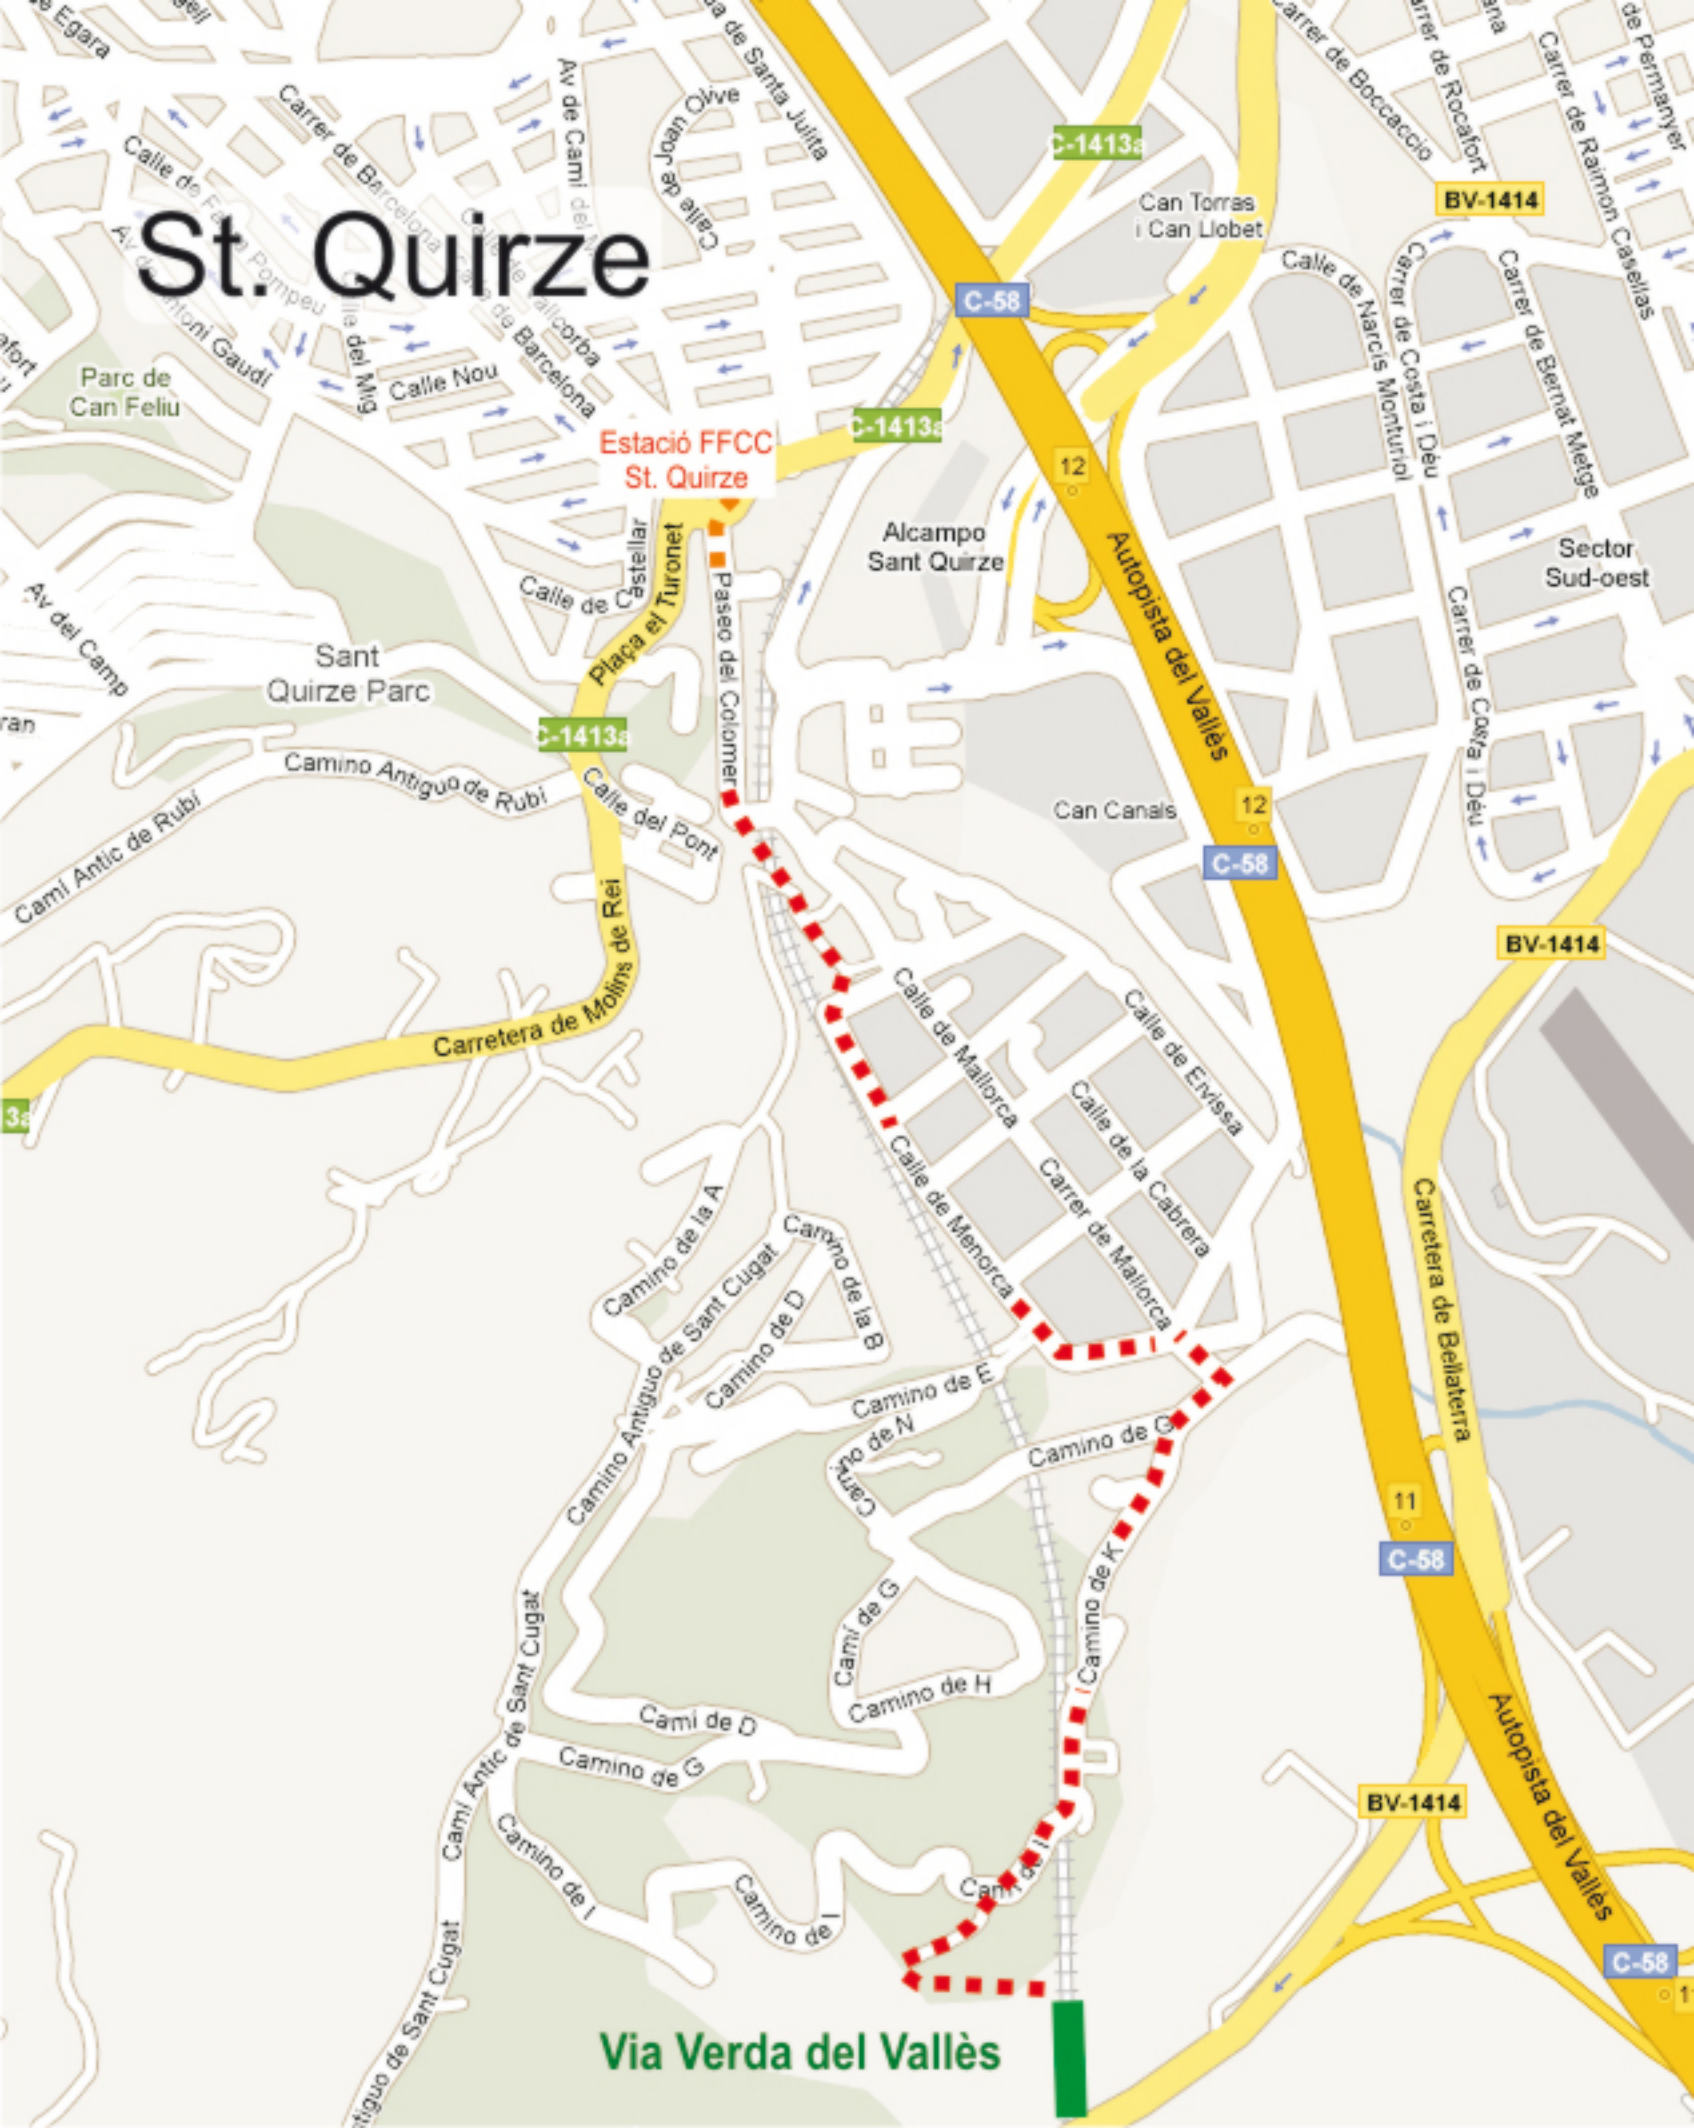 Egara
Carrer de Barcelona
Av de Camí del M
a de Santa Julita
Calle de Joan Olive
C-1413a
Carrer de Boccaccio
Carrer de Rocafort
Carrer de Raimon Casellas
de Permanyer
BV-1414
Can Torras
i Can Llobet
St. Quirze
Pompeu
Antoni Gaudí
Calle del Mig
de Barcelona
Vallcorba
Calle Nou
Parc de
Can Feliu
C-58
Calle de Narcís Monturiol
Carrer de Costa i Déu
Carrer de Bernat Metge
Estació FFCC
St. Quirze
C-1413a
12
Alcampo
Sant Quirze
Autopista del Vallès
Sector
Sud-oest
Calle de Castellar
Plaça el Turonet
Paseo del Colomer
Av del Camp
Sant
Quirze Parc
ran
C-1413a
Camino Antiguo de Rubí
Camí Antic de Rubí
Calle del Pont
Carrer de Costa i Déu
Can Canals
12
C-58
BV-1414
Carretera de Molins de Rei
3a
Calle de Mallorca
Calle de Eivissa
Calle de la Cabrera
Calle de Menorca
Carrer de Mallorca
Carretera de Bellaterra
Camino de la A
Camino Antiguo de Sant Cugat
Camino de D
Camino de la B
Camino de E
Camino de N
Camino de G
11
C-58
Camino de K
Camí de G
Camino de H
Camí de D
Camino de G
Camí Antic de Sant Cugat
Autopista del Vallès
BV-1414
Camino de I
Camino de I
Camí de I
C-58
11
tiguo de Sant Cugat
Via Verda del Vallès